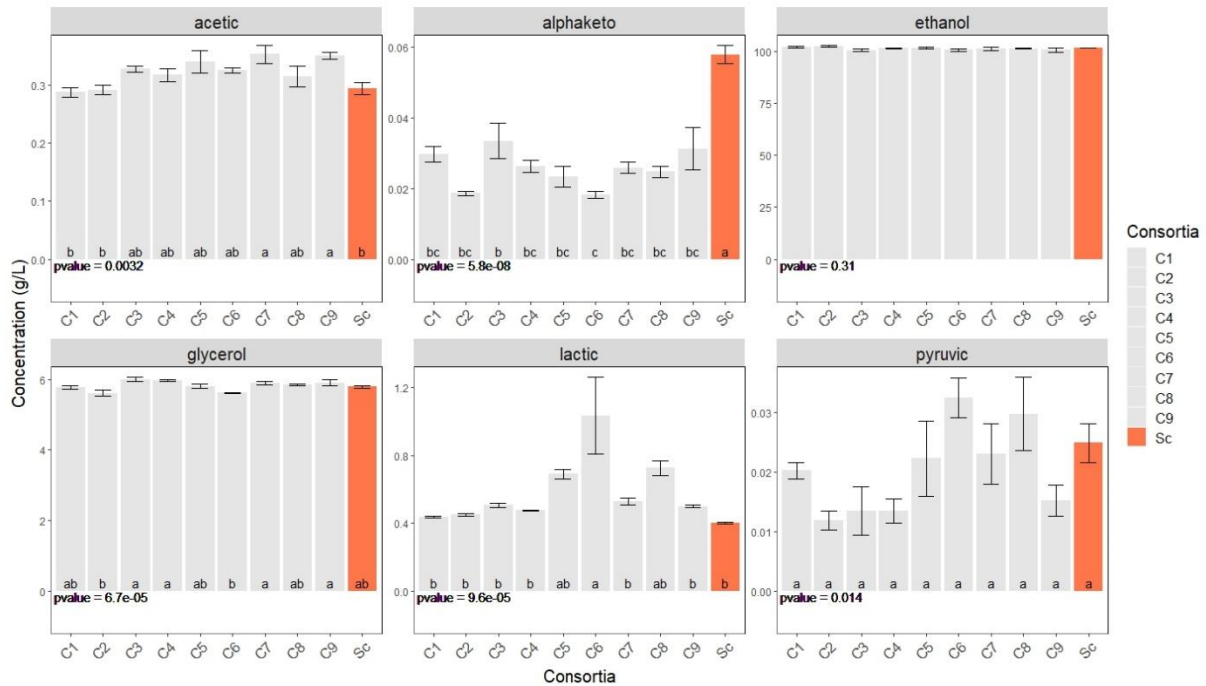 acetic alphaketo ethanol
0.3
0.2
0.1
0.0
b b ab ab ab ab a ab a b
pvalue = 0.0032
0.06
0.04
0.02
0.00
bc bc b bc bc c bc bc bc a
pvalue = 5.8e-08
100
75
50
25
0
pvalue = 0.31
C1 C2 C3 C4 C5 C6 C7 C8 C9 Sc
C1 C2 C3 C4 C5 C6 C7 C8 C9 Sc
C1 C2 C3 C4 C5 C6 C7 C8 C9 Sc
Concentration (g/L)
glycerol lactic pyruvic
6
4
2
0
ab b a a ab b a ab a ab
pvalue = 6.7e-05
1.2
0.8
0.4
0.0
b b b b ab a b ab b b
pvalue = 9.6e-05
0.03
0.02
0.01
0.00
a a a a a a a a a a
pvalue = 0.014
C1 C2 C3 C4 C5 C6 C7 C8 C9 Sc
C1 C2 C3 C4 C5 C6 C7 C8 C9 Sc
C1 C2 C3 C4 C5 C6 C7 C8 C9 Sc
Consortia
Consortia
C1
C2
C3
C4
C5
C6
C7
C8
C9
Sc